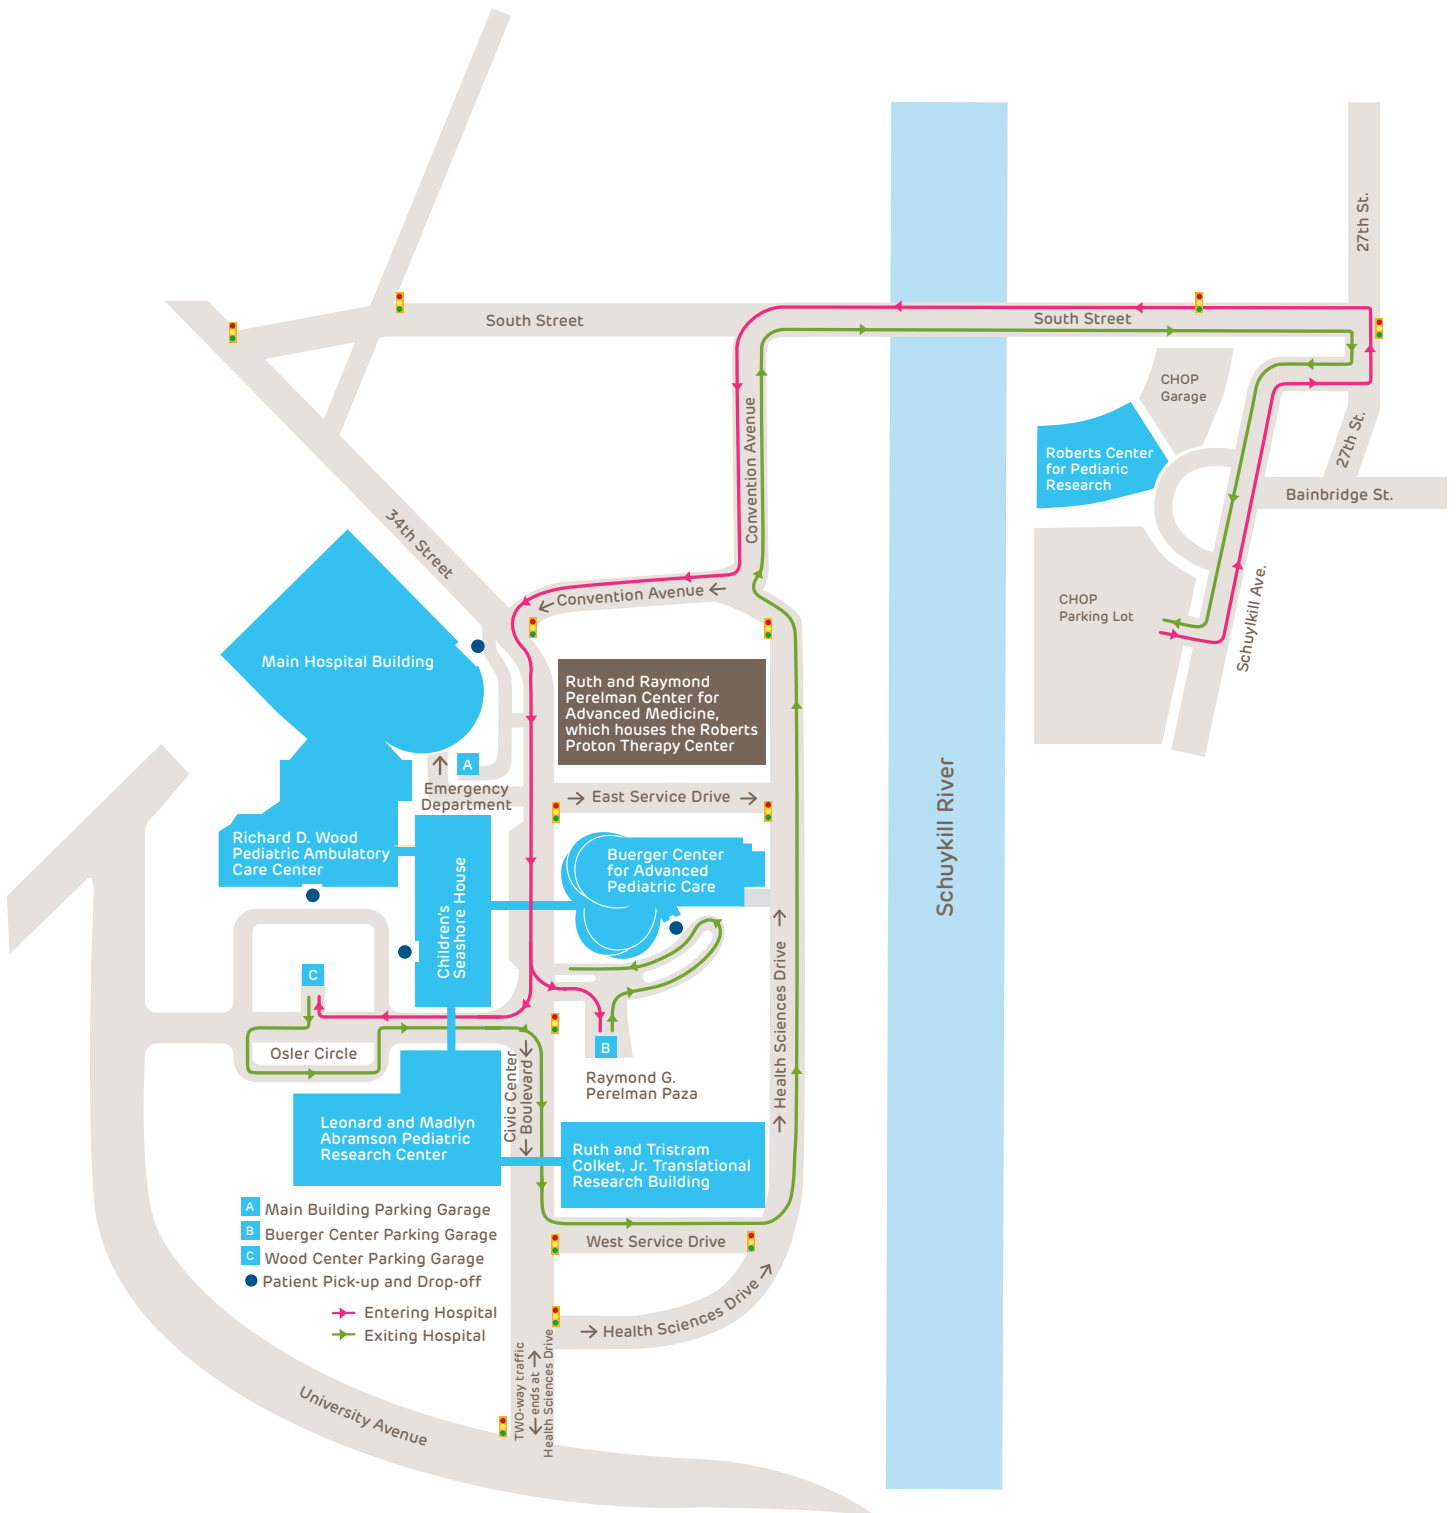 27th St.
South Street
South Street
CHOP
Garage
27th St.
Roberts Center
for Pediaric
Research
Bainbridge St.
Convention Avenue
34th Street
Convention Avenue
CHOP
Parking Lot
Schuylkill Ave.
Main Hospital Building
Ruth and Raymond
Perelman Center for
Advanced Medicine,
which houses the Roberts
Proton Therapy Center
A
Emergency
Department
East Service Drive
Schuykill River
Richard D. Wood
Pediatric Ambulatory
Care Center
Children's
Seashore House
Buerger Center
for Advanced
Pediatric Care
C
Health Sciences Drive
B
Osler Circle
Raymond G.
Perelman Paza
Civic Center
Boulevard
Leonard and Madlyn
Abramson Pediatric
Research Center
Ruth and Tristram
Colket, Jr. Translational
Research Building
A Main Building Parking Garage
B Buerger Center Parking Garage
C Wood Center Parking Garage
Patient Pick-up and Drop-off
Entering Hospital
Exiting Hospital
West Service Drive
Health Sciences Drive
TWO-way traffic
ends at
Health Sciences Drive
University Avenue